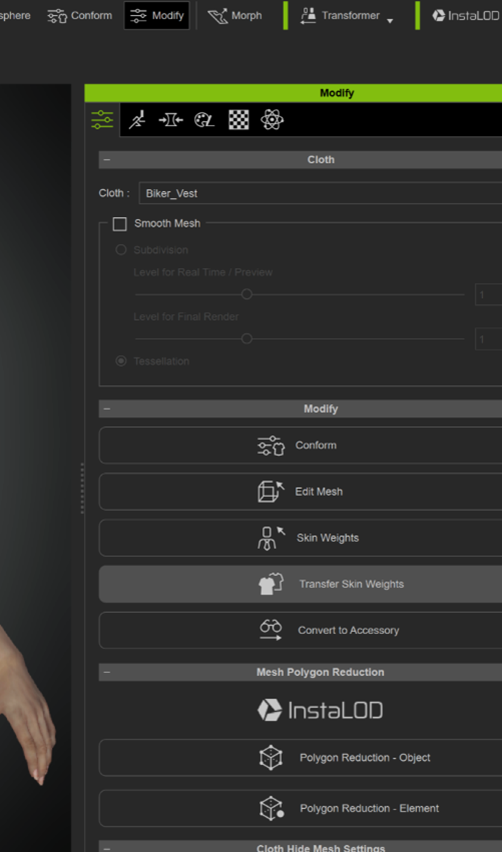 sphere Conform Modify Morph Transformer InstaLOD
Modify
Cloth
Cloth : Biker_Vest
Smooth Mesh
Subdivision
Level for Real Time / Preview
1
Level for Final Render
1
Tessellation
Modify
Conform
Edit Mesh
Skin Weights
Transfer Skin Weights
Convert to Accessory
Mesh Polygon Reduction
InstaLOD
Polygon Reduction - Object
Polygon Reduction - Element
Cloth Hide Mesh Settings